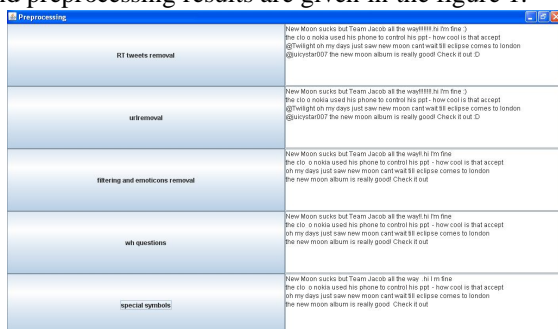 d preprocessing results are given in the figure 1.
Preprocessing
RT tweets removal
New Moon sucks but Team Jacob all the way!!!!!!!.hi I'm fine :)
the clo o nokia used his phone to control his ppt - how cool is that accept
@Twilight oh my days just saw new moon cant wait till eclipse comes to london
@juicystar007 the new moon album is really good! Check it out :D
urlremoval
New Moon sucks but Team Jacob all the way!!!!!!!.hi I'm fine :)
the clo o nokia used his phone to control his ppt - how cool is that accept
@Twilight oh my days just saw new moon cant wait till eclipse comes to london
@juicystar007 the new moon album is really good! Check it out :D
filtering and emoticons removal
New Moon sucks but Team Jacob all the way!!.hi I'm fine
the clo o nokia used his phone to control his ppt - how cool is that accept
oh my days just saw new moon cant wait till eclipse comes to london
the new moon album is really good! Check it out
wh questions
New Moon sucks but Team Jacob all the way!!.hi I'm fine
the clo o nokia used his phone to control his ppt - how cool is that accept
oh my days just saw new moon cant wait till eclipse comes to london
the new moon album is really good! Check it out
special symbols
New Moon sucks but Team Jacob all the way .hi I m fine
the clo o nokia used his phone to control his ppt - how cool is that accept
oh my days just saw new moon cant wait till eclipse comes to london
the new moon album is really good Check it out